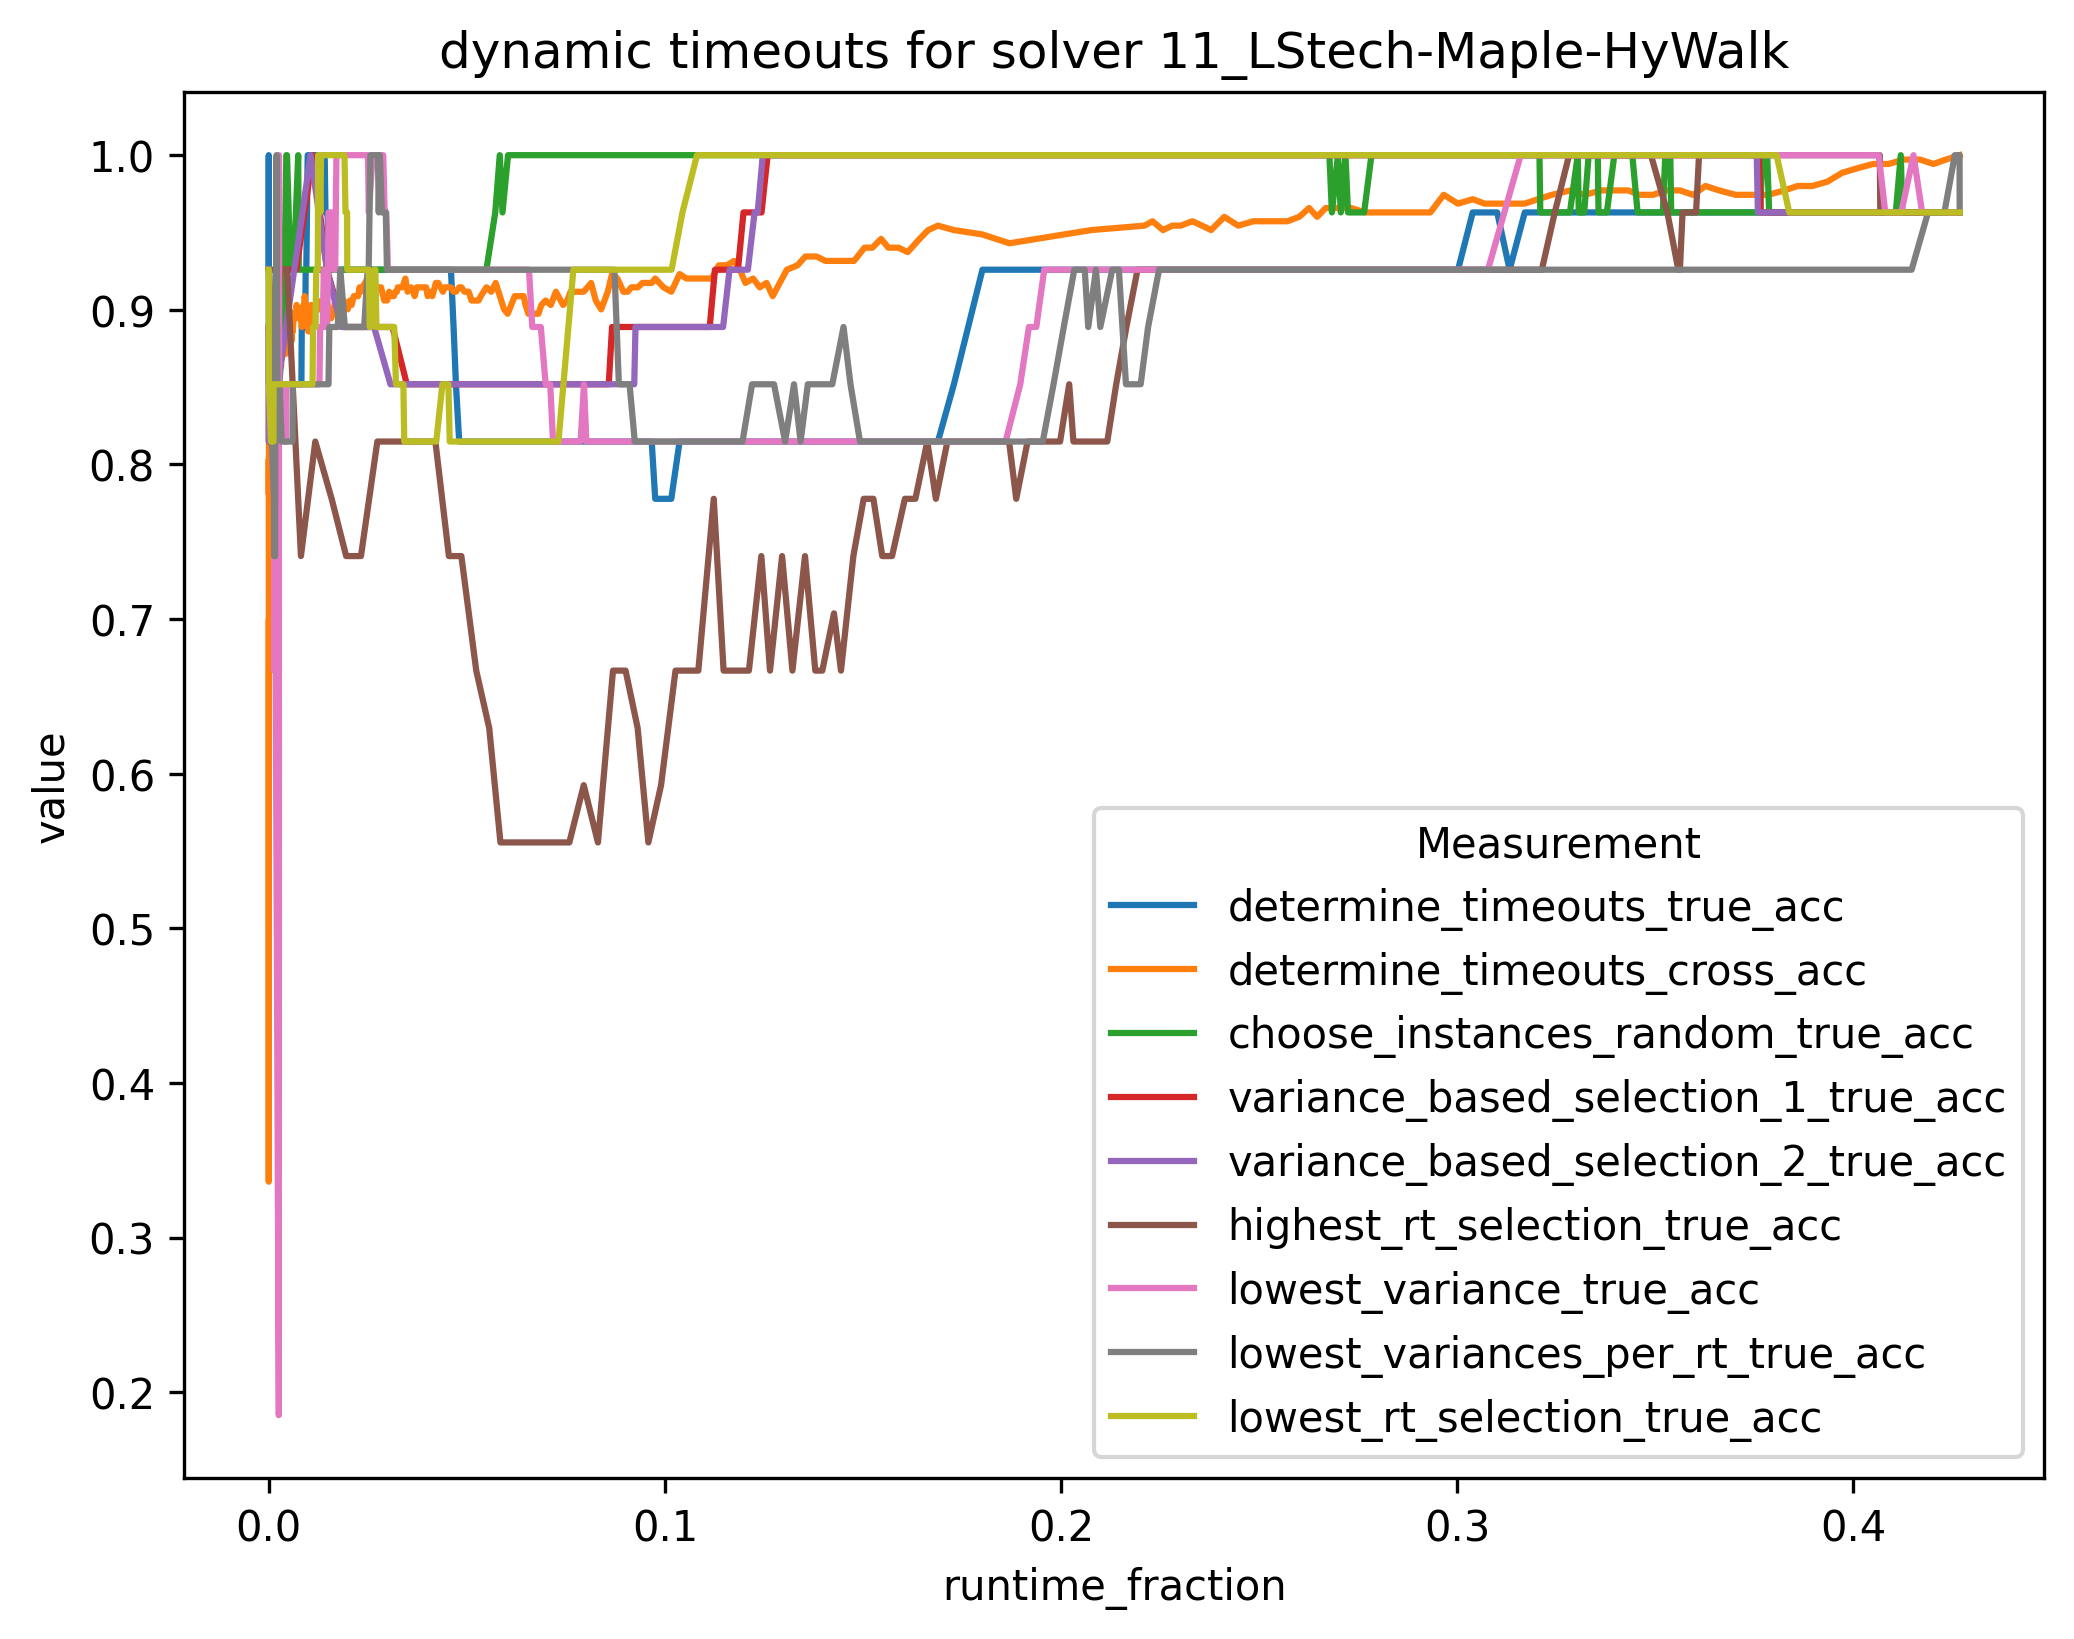 dynamic timeouts for solver 11_LStech-Maple-HyWalk
1.0
0.9
0.8
0.7
0.6
0.5
0.4
0.3
0.2
value
Measurement
determine_timeouts_true_acc
determine_timeouts_cross_acc
choose_instances_random_true_acc
variance_based_selection_1_true_acc
variance_based_selection_2_true_acc
highest_rt_selection_true_acc
lowest_variance_true_acc
lowest_variances_per_rt_true_acc
lowest_rt_selection_true_acc
0.0 0.1 0.2 0.3 0.4
runtime_fraction